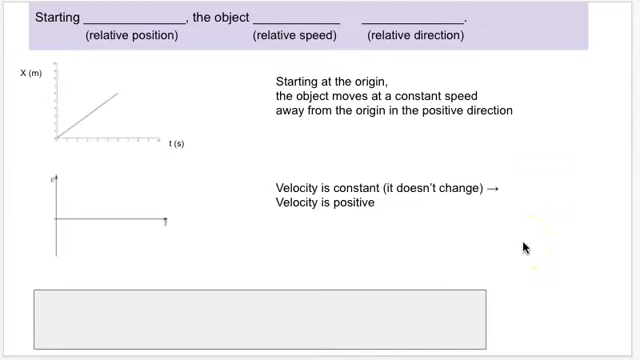 Starting ______________, the object ____________ ______________.
(relative position) (relative speed) (relative direction)
X (m)
Starting at the origin,
the object moves at a constant speed
away from the origin in the positive direction
t (s)
Velocity is constant (it doesn't change) →
Velocity is positive